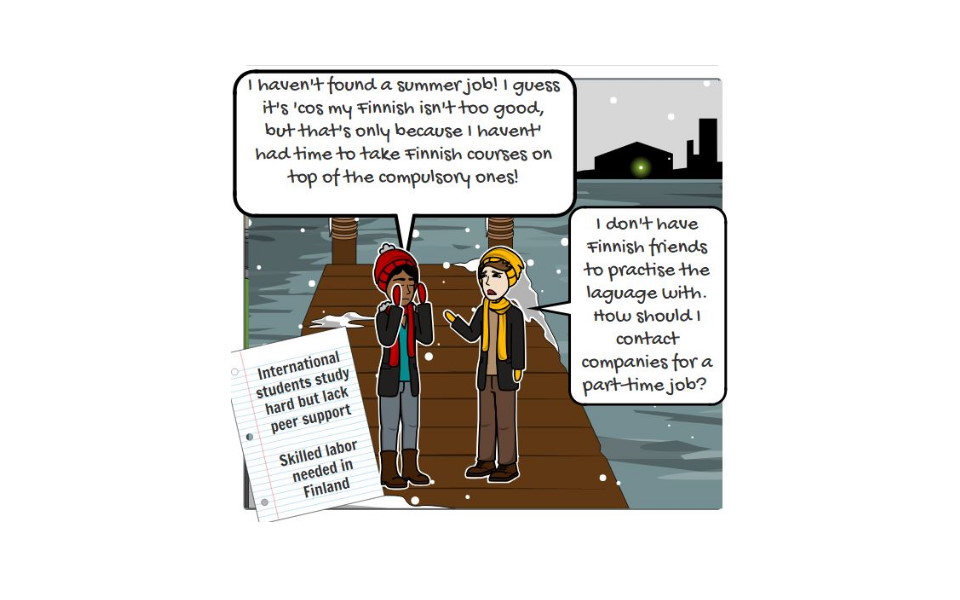 I haven't found a summer job! I guess
it's 'cos my Finnish isn't too good,
but that's only because I havent'
had time to take Finnish courses on
top of the compulsory ones!
I don't have
Finnish friends
to practise the
laguage with.
How should I
contact
companies for a
part-time job?
International
students study
hard but lack
peer support
Skilled labor
needed in
Finland